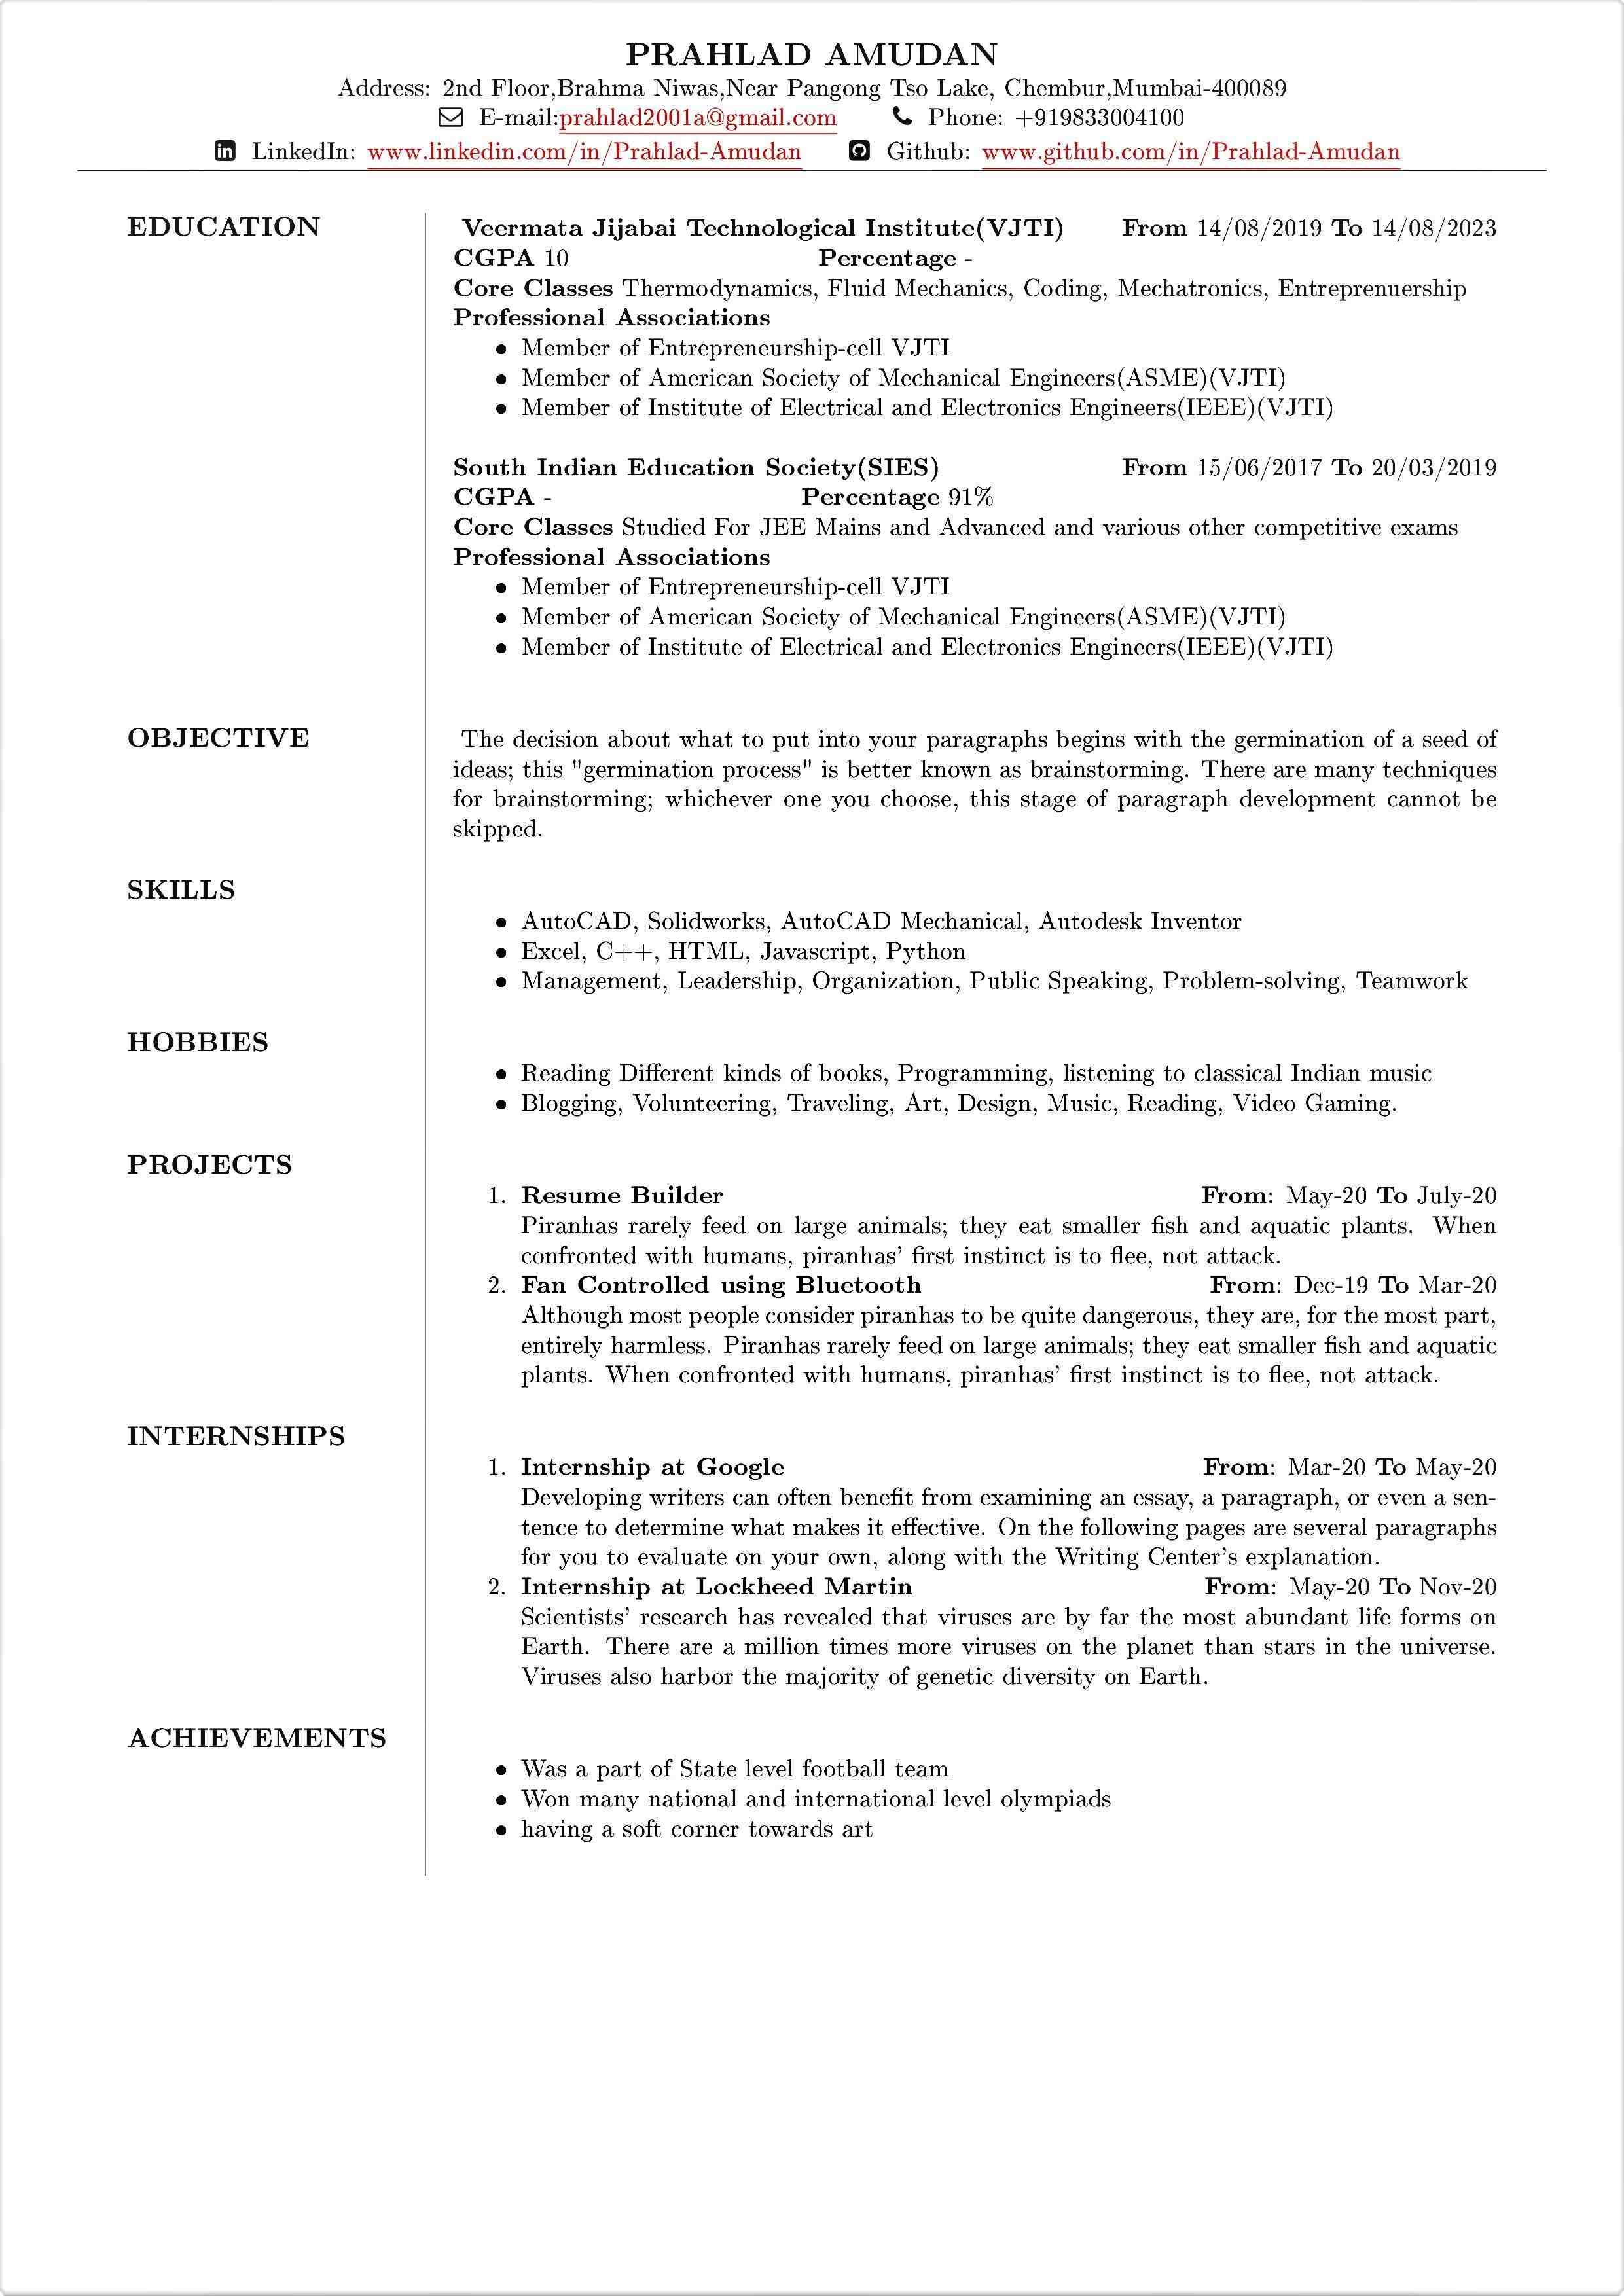 PRAHLAD AMUDAN
Address: 2nd Floor,Brahma Niwas,Near Pangong Tso Lake, Chembur,Mumbai-400089
E-mail:prahlad2001a@gmail.com Phone: +919833004100
LinkedIn: www.linkedin.com/in/Prahlad-Amudan Github: www.github.com/in/Prahlad-Amudan
EDUCATION
Veermata Jijabai Technological Institute(VJTI) From 14/08/2019 To 14/08/2023
CGPA 10 Percentage -
Core Classes Thermodynamics, Fluid Mechanics, Coding, Mechatronics, Entreprenuership
Professional Associations
• Member of Entrepreneurship-cell VJTI
• Member of American Society of Mechanical Engineers(ASME)(VJTI)
• Member of Institute of Electrical and Electronics Engineers(IEEE)(VJTI)
South Indian Education Society(SIES) From 15/06/2017 To 20/03/2019
CGPA - Percentage 91%
Core Classes Studied For JEE Mains and Advanced and various other competitive exams
Professional Associations
• Member of Entrepreneurship-cell VJTI
• Member of American Society of Mechanical Engineers(ASME)(VJTI)
• Member of Institute of Electrical and Electronics Engineers(IEEE)(VJTI)
OBJECTIVE
The decision about what to put into your paragraphs begins with the germination of a seed of
ideas; this "germination process" is better known as brainstorming. There are many techniques
for brainstorming; whichever one you choose, this stage of paragraph development cannot be
skipped.
SKILLS
• AutoCAD, Solidworks, AutoCAD Mechanical, Autodesk Inventor
• Excel, C++, HTML, Javascript, Python
• Management, Leadership, Organization, Public Speaking, Problem-solving, Teamwork
HOBBIES
• Reading Different kinds of books, Programming, listening to classical Indian music
• Blogging, Volunteering, Traveling, Art, Design, Music, Reading, Video Gaming.
PROJECTS
1. Resume Builder From: May-20 To July-20
Piranhas rarely feed on large animals; they eat smaller fish and aquatic plants. When
confronted with humans, piranhas' first instinct is to flee, not attack.
2. Fan Controlled using Bluetooth From: Dec-19 To Mar-20
Although most people consider piranhas to be quite dangerous, they are, for the most part,
entirely harmless. Piranhas rarely feed on large animals; they eat smaller fish and aquatic
plants. When confronted with humans, piranhas' first instinct is to flee, not attack.
INTERNSHIPS
1. Internship at Google From: Mar-20 To May-20
Developing writers can often benefit from examining an essay, a paragraph, or even a sen-
tence to determine what makes it effective. On the following pages are several paragraphs
for you to evaluate on your own, along with the Writing Center's explanation.
2. Internship at Lockheed Martin From: May-20 To Nov-20
Scientists' research has revealed that viruses are by far the most abundant life forms on
Earth. There are a million times more viruses on the planet than stars in the universe.
Viruses also harbor the majority of genetic diversity on Earth.
ACHIEVEMENTS
• Was a part of State level football team
• Won many national and international level olympiads
• having a soft corner towards art